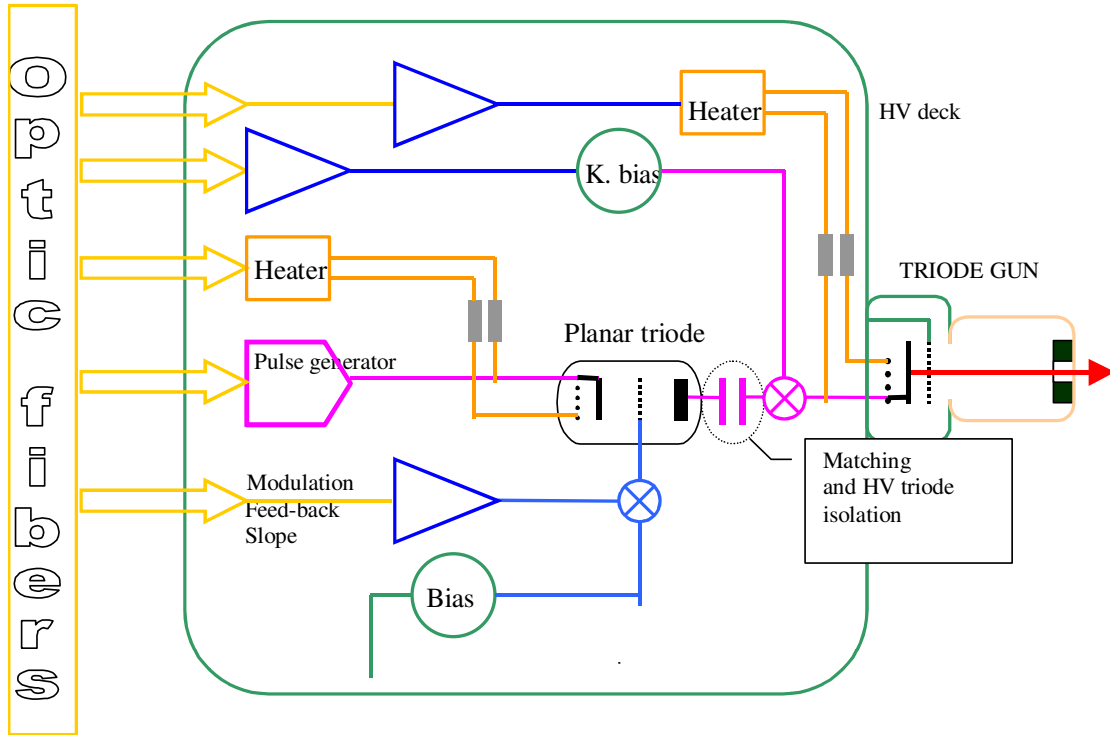 Optic fibers
Heater
HV deck
K. bias
Heater
TRIODE GUN
Planar triode
Pulse generator
Matching
and HV triode
isolation
Modulation
Feed-back
Slope
Bias